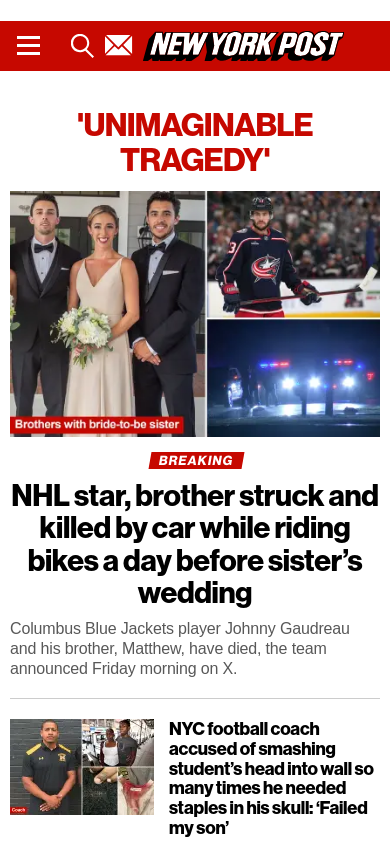 NEW YORK POST
'UNIMAGINABLE
TRAGEDY'
13
Brothers with bride-to-be sister
BREAKING
NHL star, brother struck and
killed by car while riding
bikes a day before sister’s
wedding
Columbus Blue Jackets player Johnny Gaudreau
and his brother, Matthew, have died, the team
announced Friday morning on X.
Coach
NYC football coach
accused of smashing
student’s head into wall so
many times he needed
staples in his skull: ‘Failed
my son’